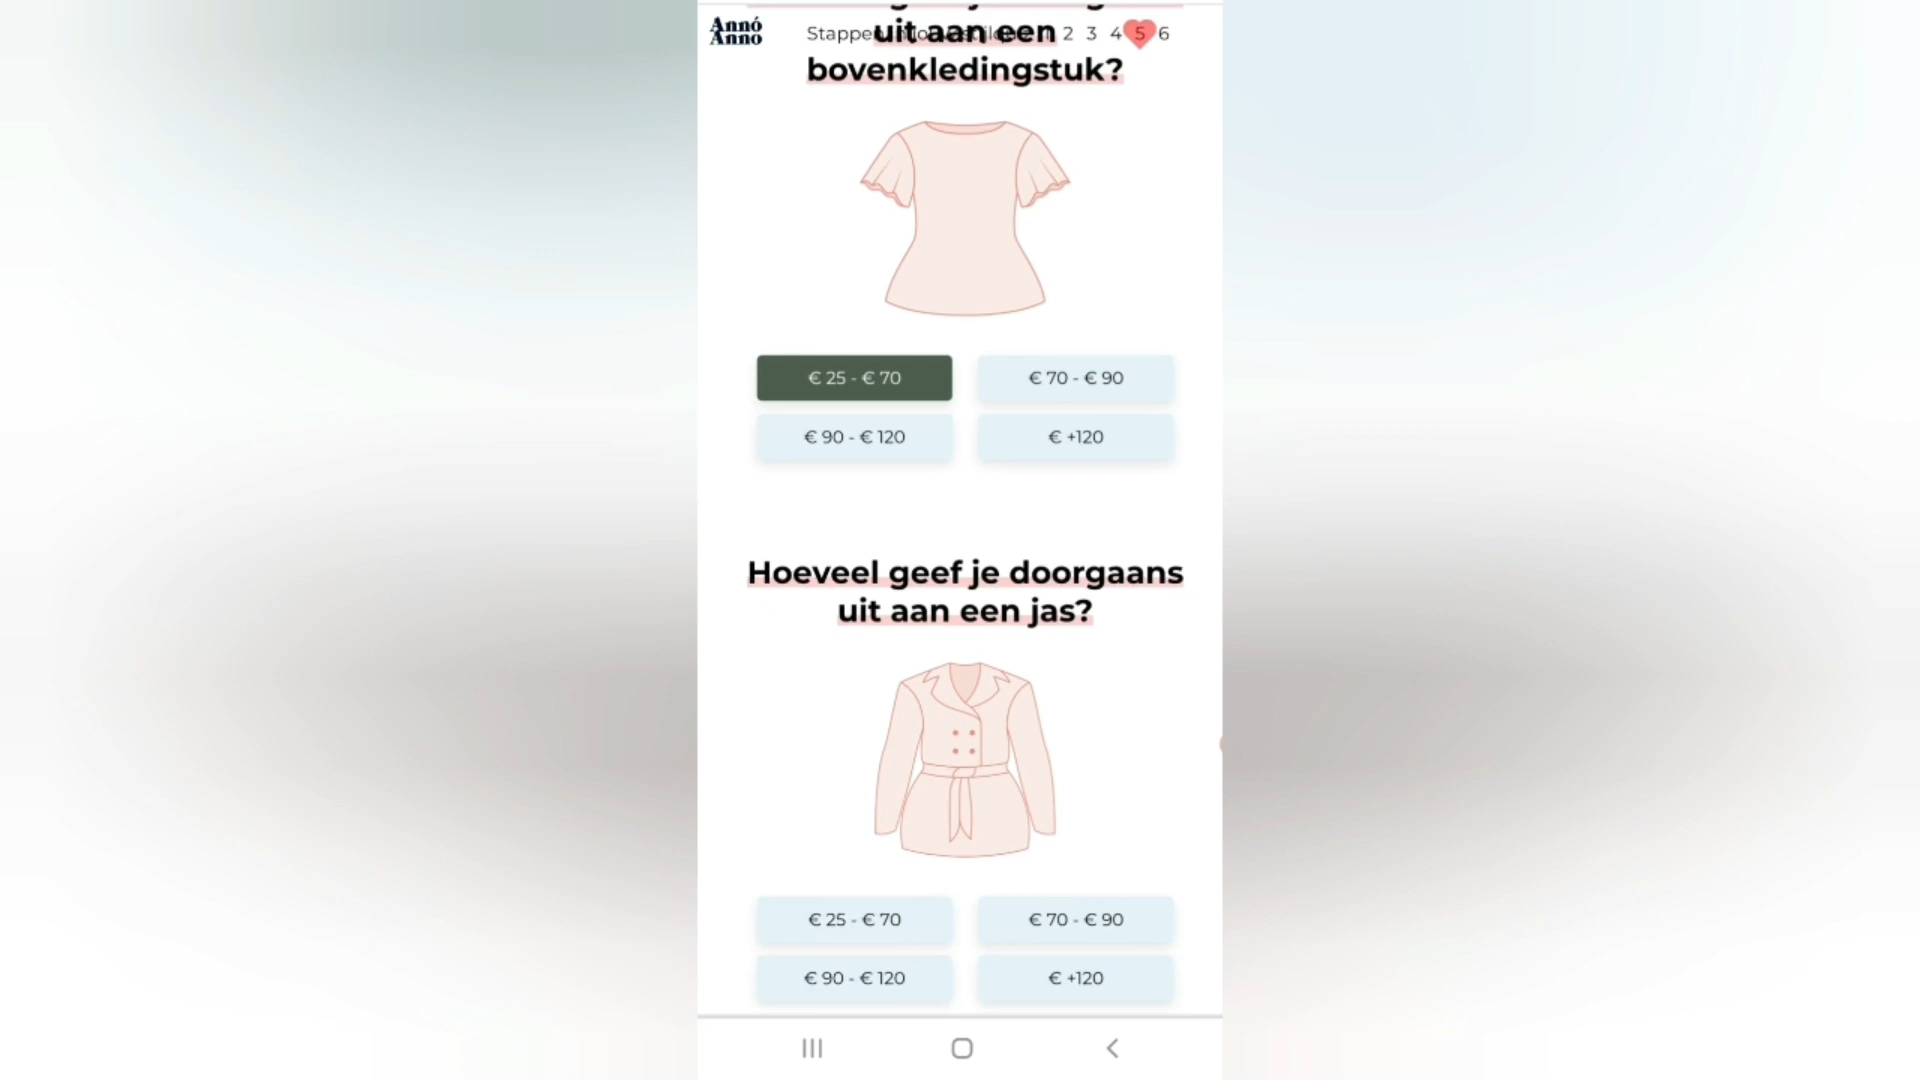 Annó
Anno
uit aan een
2 3 4 5 6
bovenkledingstuk?
€ 25 - € 70
€ 70 - € 90
€ 90 - € 120
€ +120
Hoeveel geef je doorgaans
uit aan een jas?
€ 25 - € 70
€ 70 - € 90
€ 90 - € 120
€ +120